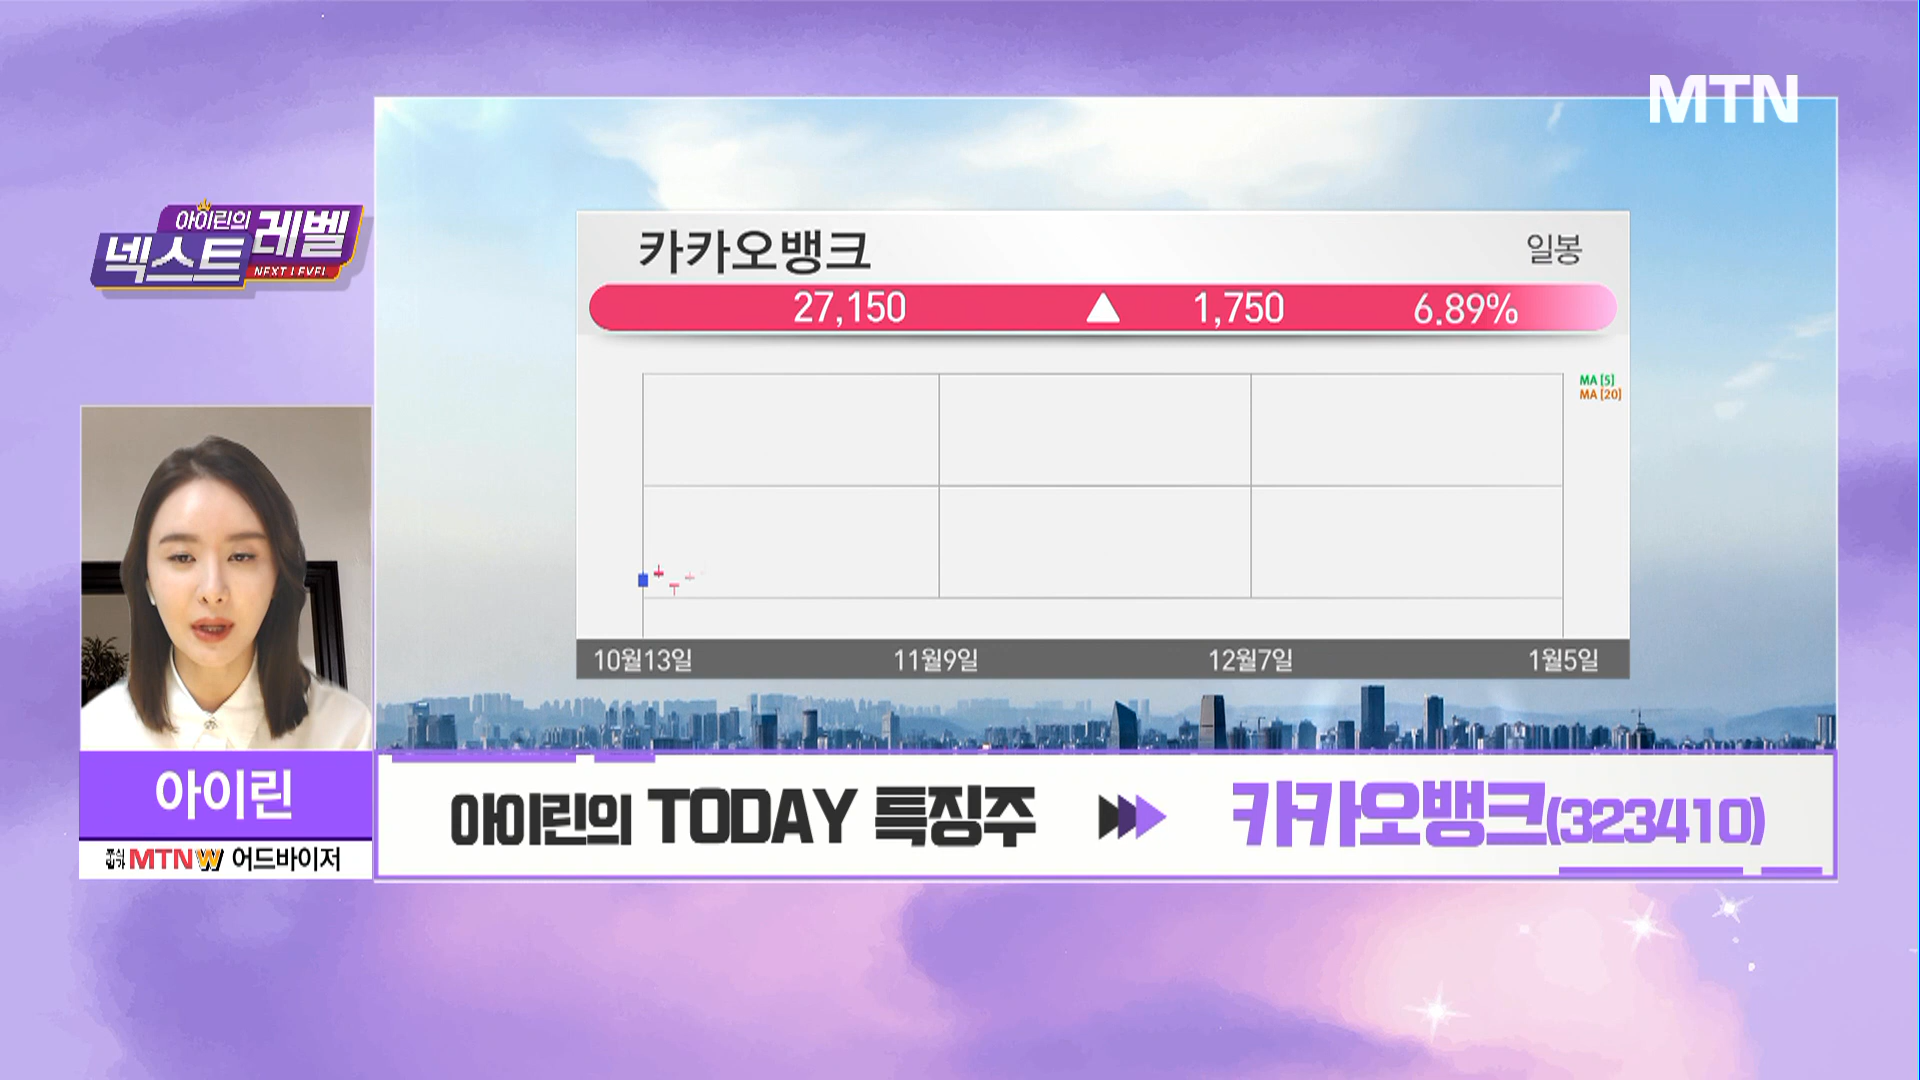 MTN
아이린의
넥스트 레벨
NEXT LEVEL
카카오뱅크
일봉
27,150 ▲ 1,750 6.89%
MA [5]
MA [20]
10월13일 11월9일 12월7일 1월5일
아이린
MTNW 어드바이저
아이린의 TODAY 특징주 카카오뱅크(323410)